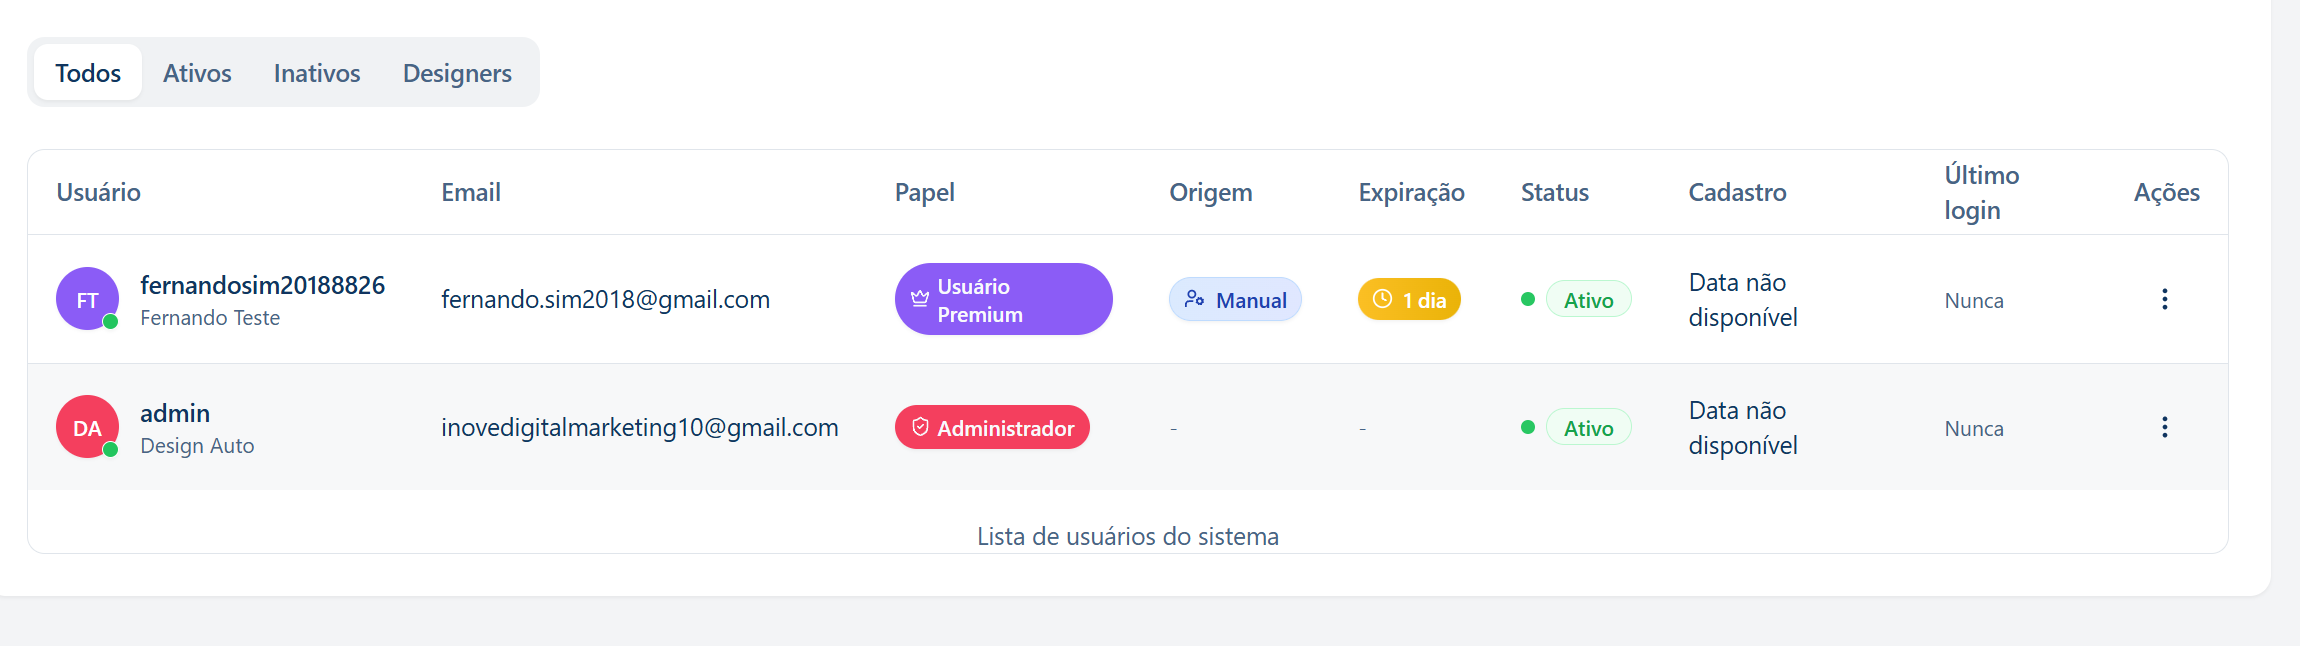 Todos Ativos Inativos Designers
Usuário Email Papel Origem Expiração Status Cadastro Último login Ações
FT fernandosim20188826 fernando.sim2018@gmail.com Usuário Premium Manual 1 dia Ativo Data não disponível Nunca
Fernando Teste
DA admin inovedigitalmarketing10@gmail.com Administrador - - Ativo Data não disponível Nunca
Design Auto
Lista de usuários do sistema